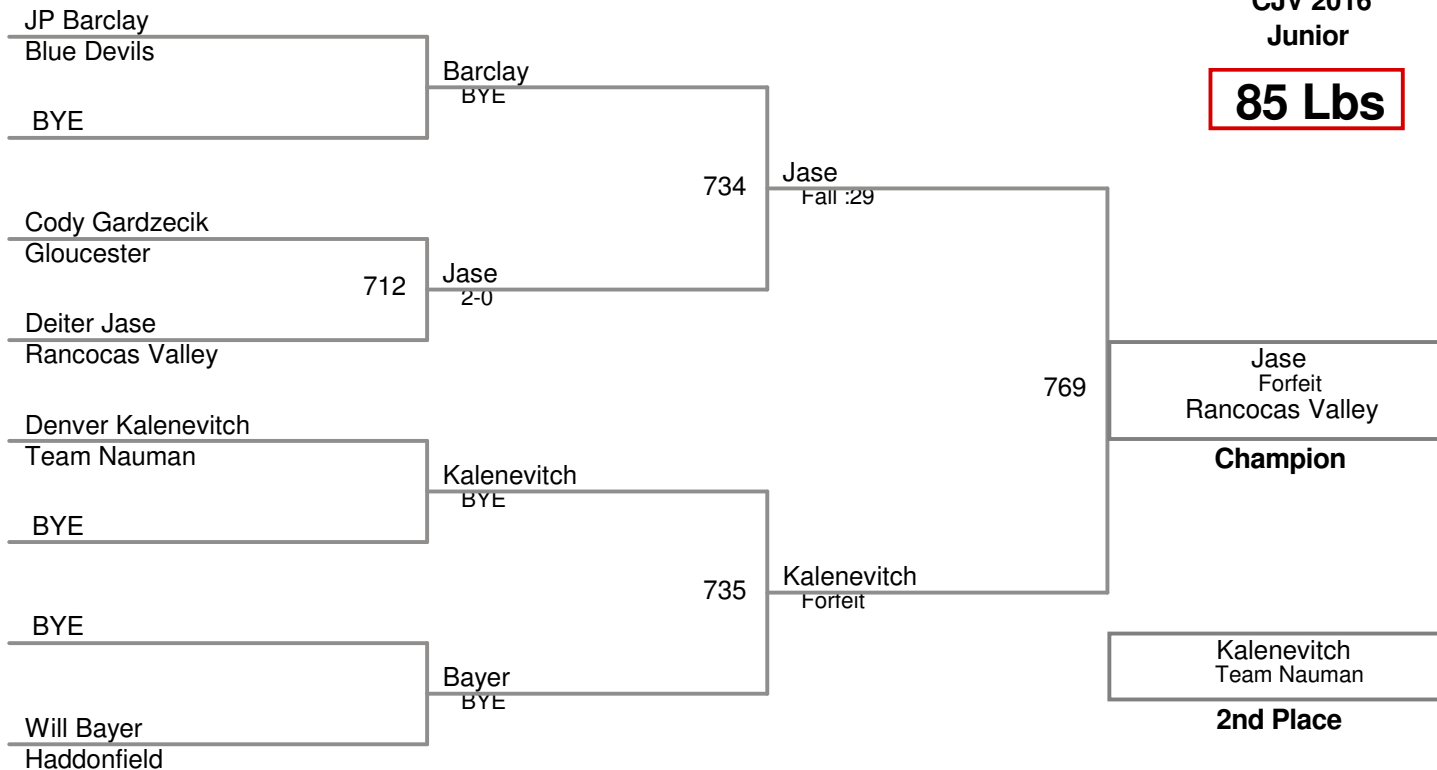 CJV 2016
Junior
85 Lbs
JP Barclay
Blue Devils
BYE
Barclay
BYE
Cody Gardzecik
Gloucester
712
Deiter Jase
Rancocas Valley
Jase
2-0
734
Jase
Fall :29
Denver Kalenevitch
Team Nauman
BYE
Kalenevitch
BYE
BYE
Will Bayer
Haddonfield
Bayer
BYE
735
Kalenevitch
Forfeit
769
Jase
Forfeit
Rancocas Valley
Champion
Kalenevitch
Team Nauman
2nd Place